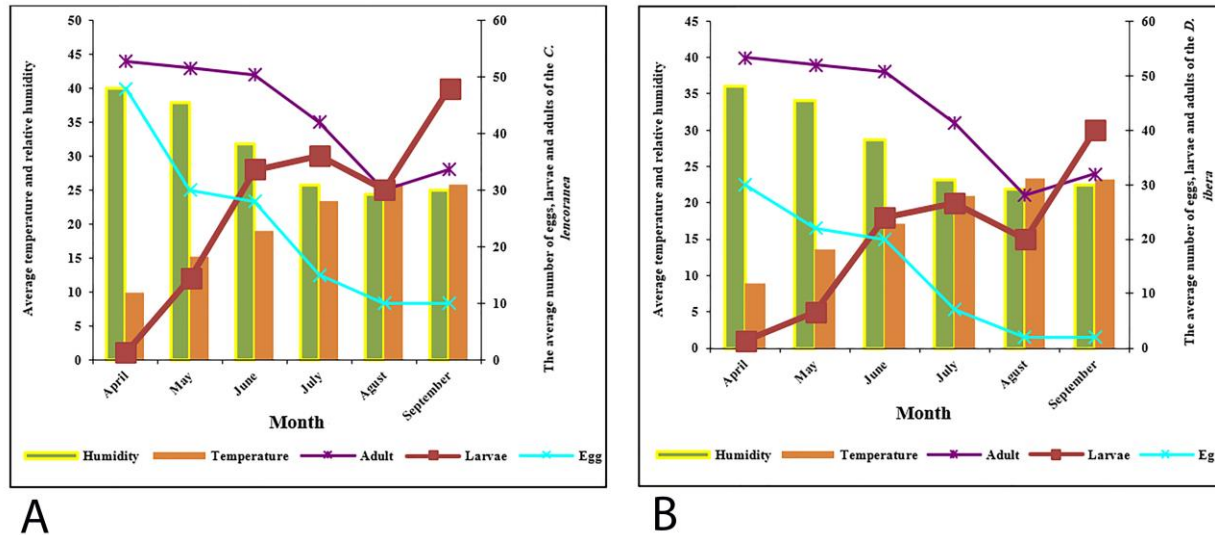 50
45
40
35
30
25
20
15
10
5
0
Average temperature and relative humidity
60
50
40
30
20
10
0
The average number of eggs, larvae and adults of the C.
lencoranea
April
May
June
July
Agust
September
Month
Humidity
Temperature
Adult
Larvae
Egg
A
45
40
35
30
25
20
15
10
5
0
Average temperature and relative humidity
60
50
40
30
20
10
0
The average number of eggs, larvae and adults of the D.
ibera
April
May
June
July
Agust
September
Month
Humidity
Temperature
Adult
Larvae
Egg
B